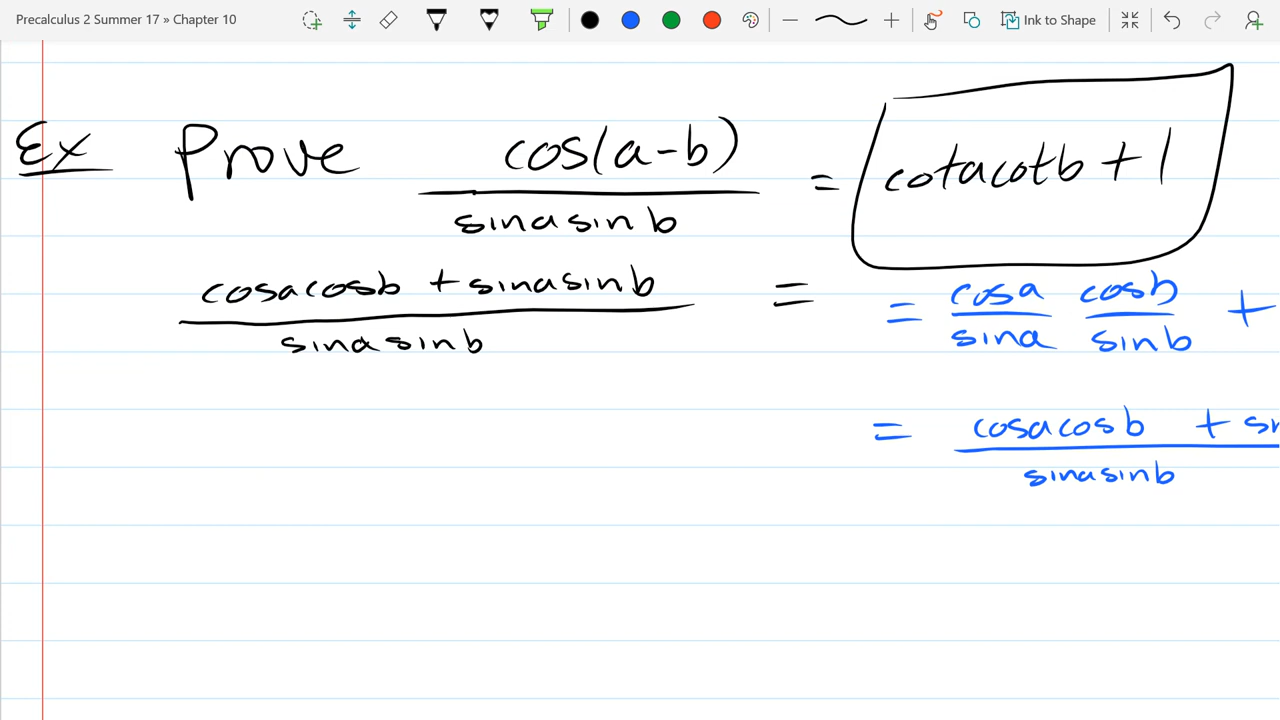 Precalculus 2 Summer 17 » Chapter 10
Ink to Shape
Ex Prove cos(a-b) / sinasinb = cotacotb + 1
cosacosb + sinasinb / sinasinb = = cosa / sina cosb / sinb +
= cosacosb + sin / sinasinb